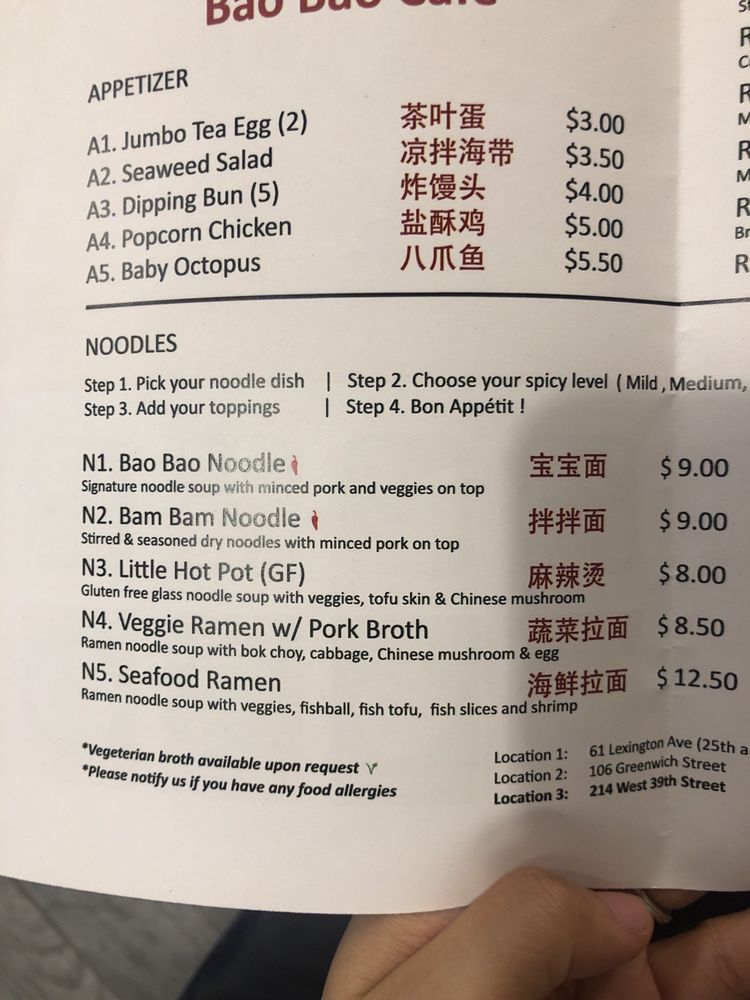 Bao Bao Cafe
APPETIZER
A1. Jumbo Tea Egg (2) 茶叶蛋 $3.00
A2. Seaweed Salad 凉拌海带 $3.50
A3. Dipping Bun (5) 炸馒头 $4.00
A4. Popcorn Chicken 盐酥鸡 $5.00
A5. Baby Octopus 八爪鱼 $5.50
NOODLES
Step 1. Pick your noodle dish | Step 2. Choose your spicy level ( Mild , Medium,
Step 3. Add your toppings | Step 4. Bon Appétit !
N1. Bao Bao Noodle 宝宝面 $ 9.00
Signature noodle soup with minced pork and veggies on top
N2. Bam Bam Noodle 拌拌面 $ 9.00
Stirred & seasoned dry noodles with minced pork on top
N3. Little Hot Pot (GF) 麻辣烫 $ 8.00
Gluten free glass noodle soup with veggies, tofu skin & Chinese mushroom
N4. Veggie Ramen w/ Pork Broth 蔬菜拉面 $ 8.50
Ramen noodle soup with bok choy, cabbage, Chinese mushroom & egg
N5. Seafood Ramen 海鲜拉面 $ 12.50
Ramen noodle soup with veggies, fishball, fish tofu, fish slices and shrimp
*Vegeterian broth available upon request
*Please notify us if you have any food allergies
Location 1: 61 Lexington Ave (25th a
Location 2: 106 Greenwich Street
Location 3: 214 West 39th Street